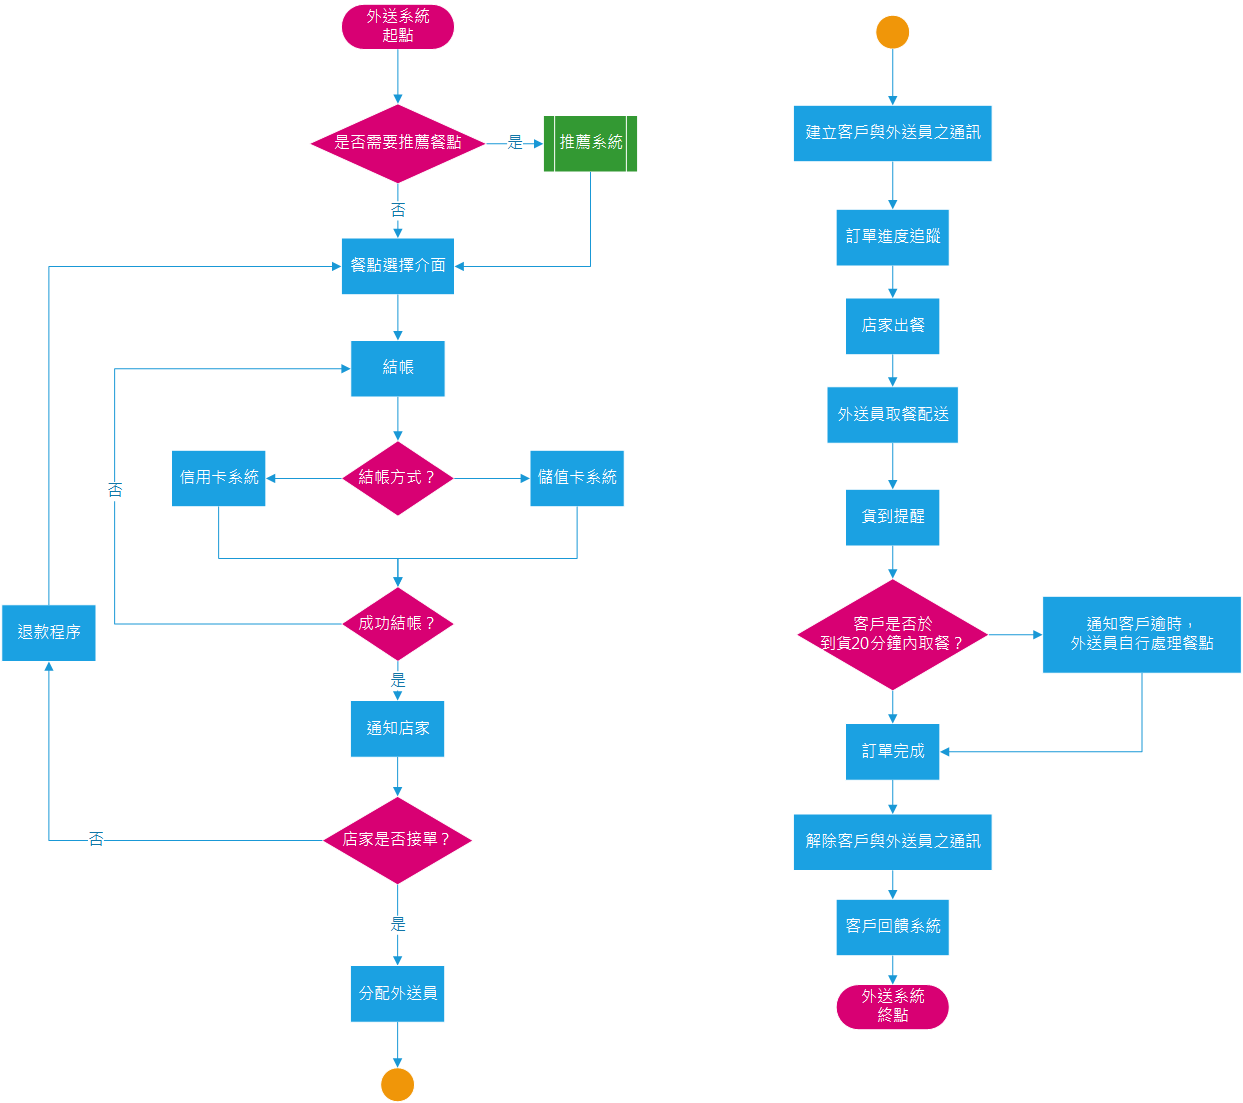 外送系統
起點
是否需要推薦餐點
是
推薦系統
否
餐點選擇介面
結帳
結帳方式？
信用卡系統
儲值卡系統
否
成功結帳？
退款程序
是
通知店家
店家是否接單？
否
是
分配外送員
建立客戶與外送員之通訊
訂單進度追蹤
店家出餐
外送員取餐配送
貨到提醒
客戶是否於
到貨20分鐘內取餐？
通知客戶逾時，
外送員自行處理餐點
訂單完成
解除客戶與外送員之通訊
客戶回饋系統
外送系統
終點